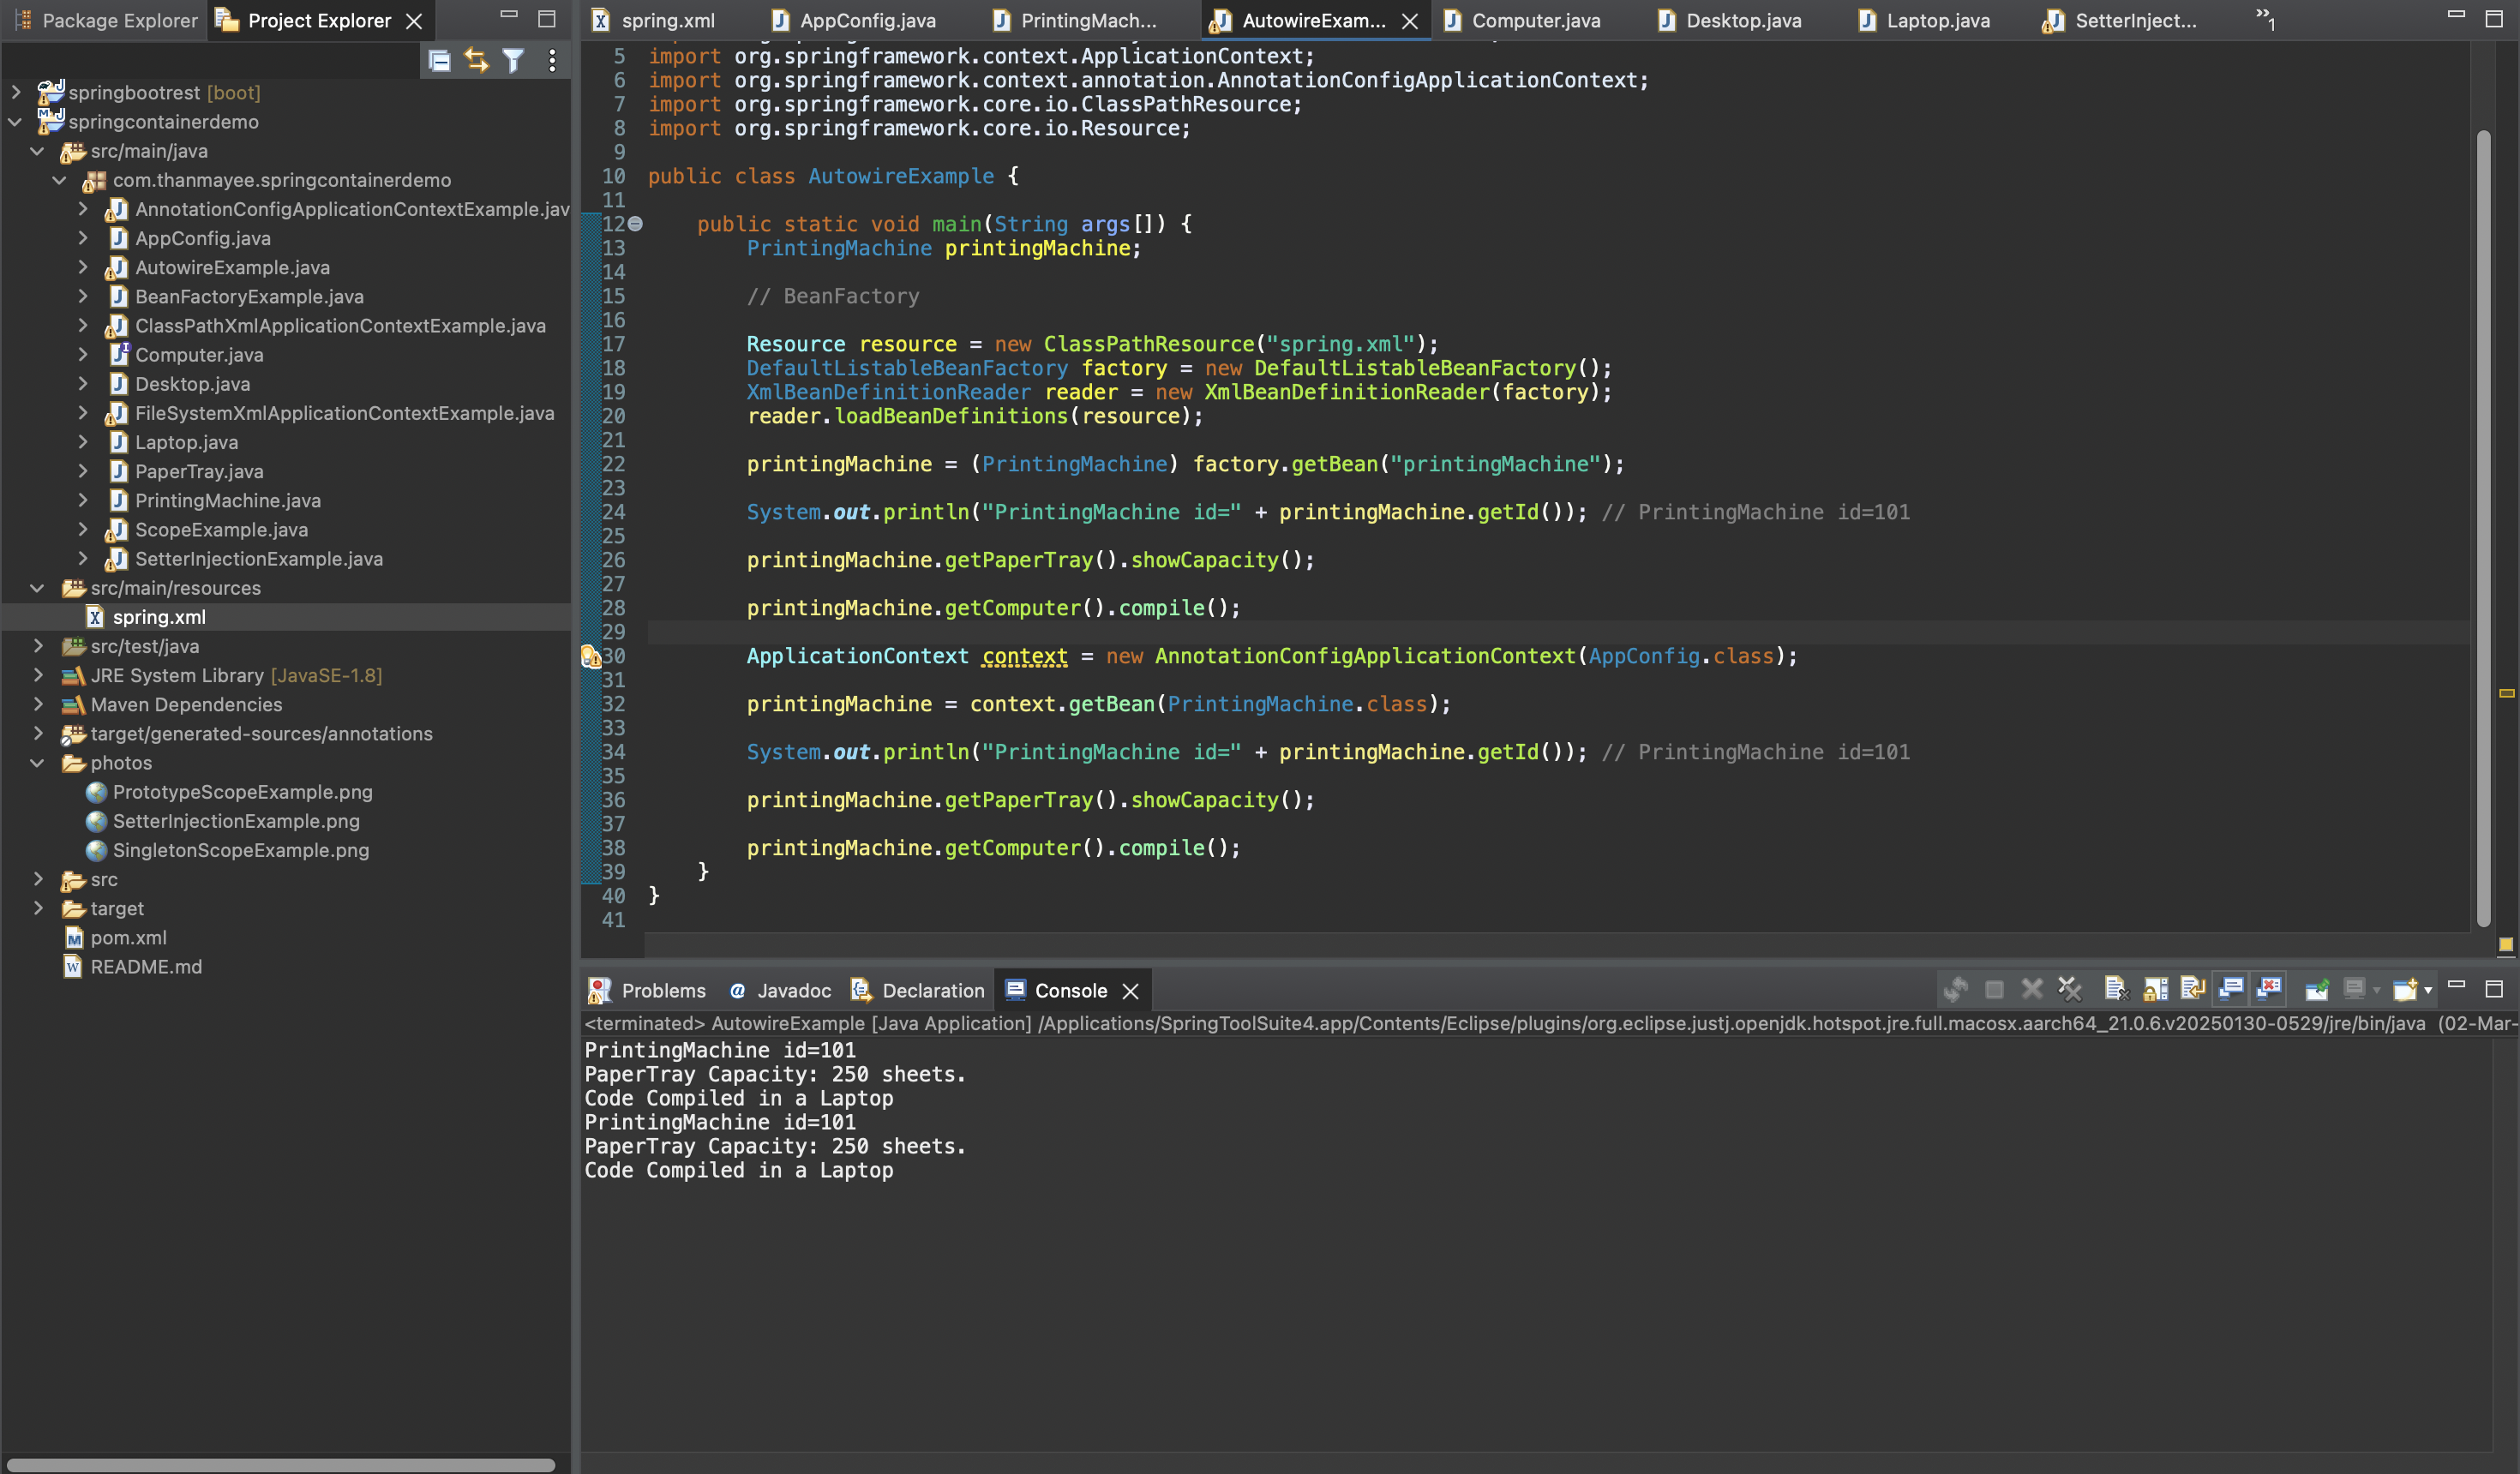 Package Explorer
Project Explorer
springbootrest [boot]
springcontainerdemo
src/main/java
com.thanmayee.springcontainerdemo
AnnotationConfigApplicationContextExample.jav
AppConfig.java
AutowireExample.java
BeanFactoryExample.java
ClassPathXmlApplicationContextExample.java
Computer.java
Desktop.java
FileSystemXmlApplicationContextExample.java
Laptop.java
PaperTray.java
PrintingMachine.java
ScopeExample.java
SetterInjectionExample.java
src/main/resources
spring.xml
src/test/java
JRE System Library [JavaSE-1.8]
Maven Dependencies
target/generated-sources/annotations
photos
PrototypeScopeExample.png
SetterInjectionExample.png
SingletonScopeExample.png
src
target
pom.xml
README.md
spring.xml AppConfig.java PrintingMach... AutowireExam... Computer.java Desktop.java Laptop.java SetterInject... »1
5 import org.springframework.context.ApplicationContext;
6 import org.springframework.context.annotation.AnnotationConfigApplicationContext;
7 import org.springframework.core.io.ClassPathResource;
8 import org.springframework.core.io.Resource;
9
10 public class AutowireExample {
11
12 public static void main(String args[]) {
13 PrintingMachine printingMachine;
14
15 // BeanFactory
16
17 Resource resource = new ClassPathResource("spring.xml");
18 DefaultListableBeanFactory factory = new DefaultListableBeanFactory();
19 XmlBeanDefinitionReader reader = new XmlBeanDefinitionReader(factory);
20 reader.loadBeanDefinitions(resource);
21
22 printingMachine = (PrintingMachine) factory.getBean("printingMachine");
23
24 System.out.println("PrintingMachine id=" + printingMachine.getId()); // PrintingMachine id=101
25
26 printingMachine.getPaperTray().showCapacity();
27
28 printingMachine.getComputer().compile();
29
30 ApplicationContext context = new AnnotationConfigApplicationContext(AppConfig.class);
31
32 printingMachine = context.getBean(PrintingMachine.class);
33
34 System.out.println("PrintingMachine id=" + printingMachine.getId()); // PrintingMachine id=101
35
36 printingMachine.getPaperTray().showCapacity();
37
38 printingMachine.getComputer().compile();
39 }
40 }
41
Problems Javadoc Declaration Console
<terminated> AutowireExample [Java Application] /Applications/SpringToolSuite4.app/Contents/Eclipse/plugins/org.eclipse.justj.openjdk.hotspot.jre.full.macosx.aarch64_21.0.6.v20250130-0529/jre/bin/java (02-Mar-
PrintingMachine id=101
PaperTray Capacity: 250 sheets.
Code Compiled in a Laptop
PrintingMachine id=101
PaperTray Capacity: 250 sheets.
Code Compiled in a Laptop